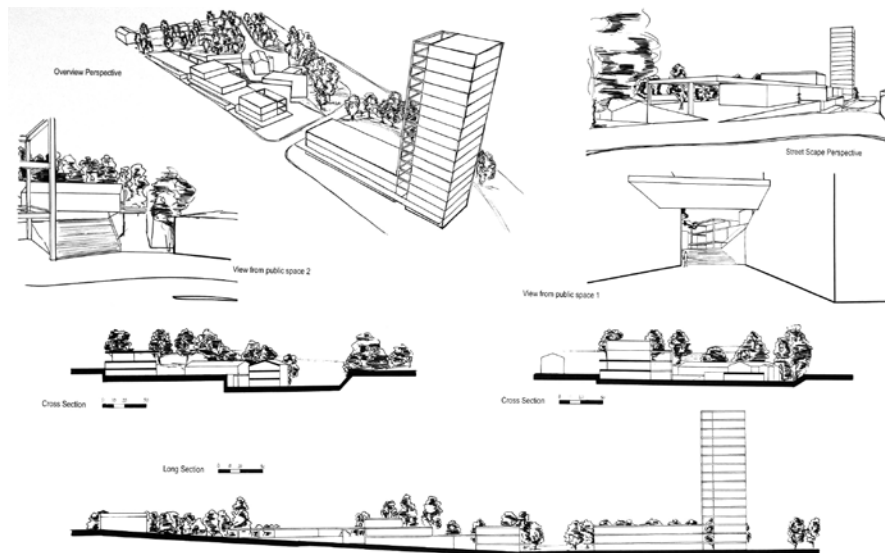 Overview Perspective
Street Scape Perspective
View from public space 2
View from public space 1
Cross Section
Cross Section
Long Section